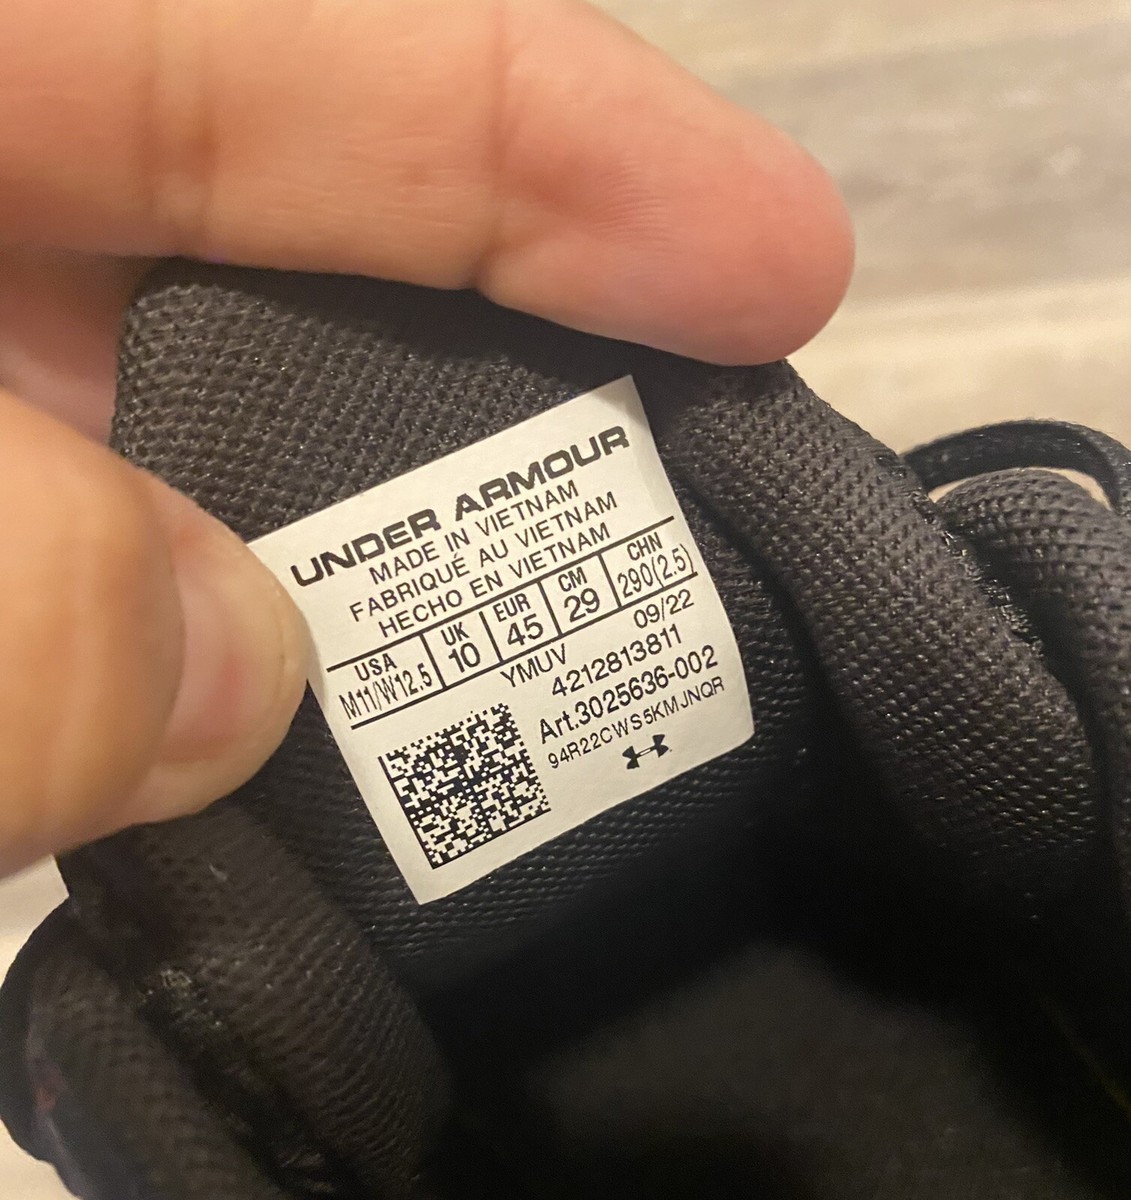 UNDER ARMOUR
MADE IN VIETNAM
FABRIQUÉ AU VIETNAM
HECHO EN VIETNAM
USA UK EUR CM CHN
M11/W12.5 10 45 29 290(2.5)
YMUV 09/22
4212813811
Art.3025636-002
94R22CWS5KMJNQR